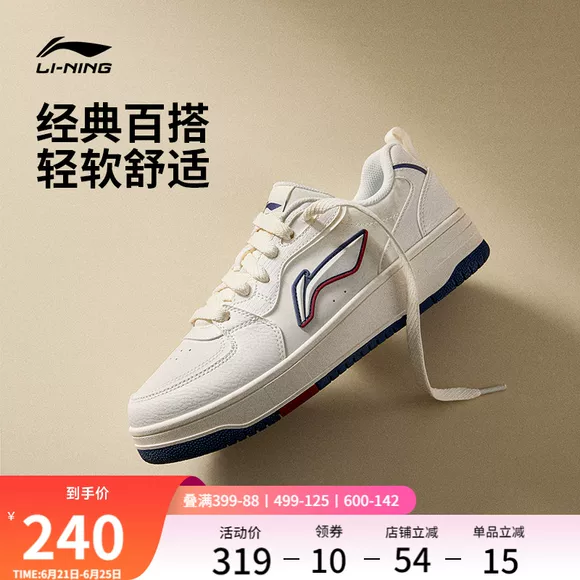 LI-NING
经典百搭
轻软舒适
叠满399-88 | 499-125 | 600-142
到手价
¥240
TIME:6月21日-6月25日
活动价 领券 店铺立减 单品立减
319 - 10 - 54 - 15